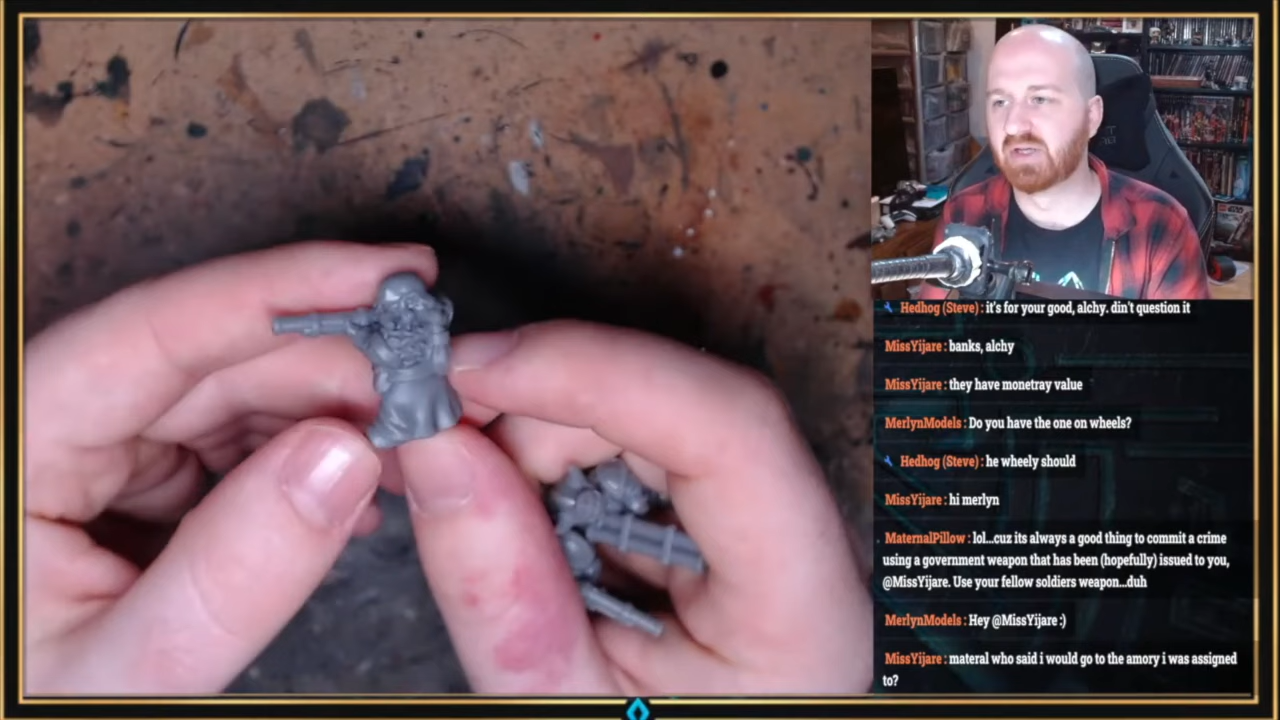 Hedhog (Steve) : it's for your good, alchy. din't question it
MissYijare : banks, alchy
MissYijare : they have monetray value
MerlynModels : Do you have the one on wheels?
Hedhog (Steve) : he wheely should
MissYijare : hi merlyn
MaternalPillow : lol...cuz its always a good thing to commit a crime
using a government weapon that has been (hopefully) issued to you,
@MissYijare. Use your fellow soldiers weapon...duh
MerlynModels : Hey @MissYijare :)
MissYijare : materal who said i would go to the amory i was assigned
to?